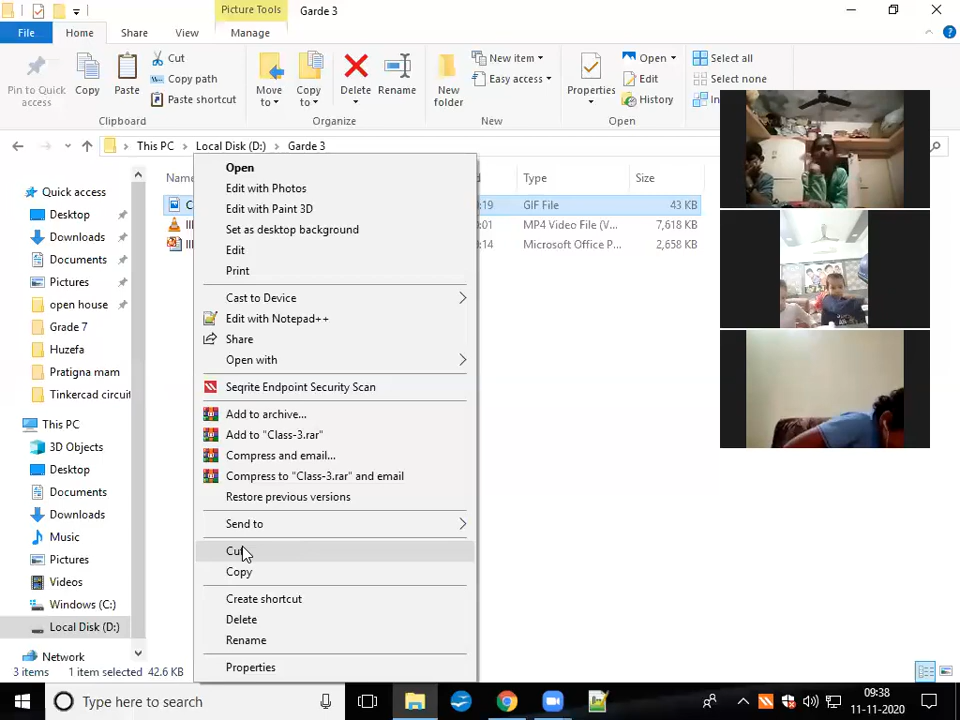 Picture Tools
Garde 3
File
Home
Share
View
Manage
Pin to Quick access
Copy
Paste
Cut
Copy path
Paste shortcut
Clipboard
Move to
Copy to
Delete
Rename
Organize
New folder
New item
Easy access
New
Properties
Open
Edit
History
Open
Select all
Select none
In
This PC
Local Disk (D:)
Garde 3
Type
Size
GIF File
43 KB
:19
MP4 Video File (V...
7,618 KB
:01
Microsoft Office P...
2,658 KB
:14
Quick access
Desktop
Downloads
Documents
Pictures
open house
Grade 7
Huzefa
Pratigna mam
Tinkercad circuit
This PC
3D Objects
Desktop
Documents
Downloads
Music
Pictures
Videos
Windows (C:)
Local Disk (D:)
Network
Open
Edit with Photos
Edit with Paint 3D
Set as desktop background
Edit
Print
Cast to Device
Edit with Notepad++
Share
Open with
Seqrite Endpoint Security Scan
Add to archive...
Add to "Class-3.rar"
Compress and email...
Compress to "Class-3.rar" and email
Restore previous versions
Send to
Cut
Copy
Create shortcut
Delete
Rename
Properties
3 items
1 item selected 42.6 KB
Type here to search
09:38
11-11-2020